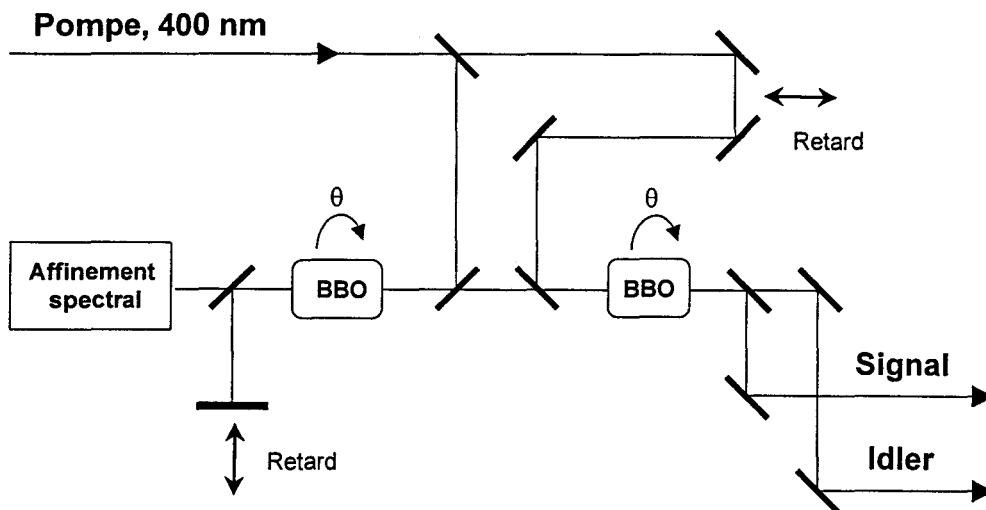 Pompe, 400 nm
Retard
θ
θ
Affinement
spectral
BBO
BBO
Signal
Retard
Idler